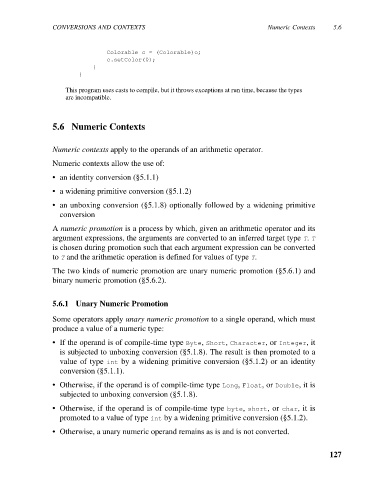 CONVERSIONS AND CONTEXTS Numeric Contexts 5.6
Colorable c = (Colorable)o;
c.setColor(0);
}
}
This program uses casts to compile, but it throws exceptions at run time, because the types
are incompatible.
5.6 Numeric Contexts
Numeric contexts apply to the operands of an arithmetic operator.
Numeric contexts allow the use of:
• an identity conversion (§5.1.1)
• a widening primitive conversion (§5.1.2)
• an unboxing conversion (§5.1.8) optionally followed by a widening primitive
conversion
A numeric promotion is a process by which, given an arithmetic operator and its
argument expressions, the arguments are converted to an inferred target type T. T
is chosen during promotion such that each argument expression can be converted
to T and the arithmetic operation is defined for values of type T.
The two kinds of numeric promotion are unary numeric promotion (§5.6.1) and
binary numeric promotion (§5.6.2).
5.6.1 Unary Numeric Promotion
Some operators apply unary numeric promotion to a single operand, which must
produce a value of a numeric type:
• If the operand is of compile-time type Byte, Short, Character, or Integer, it
is subjected to unboxing conversion (§5.1.8). The result is then promoted to a
value of type int by a widening primitive conversion (§5.1.2) or an identity
conversion (§5.1.1).
• Otherwise, if the operand is of compile-time type Long, Float, or Double, it is
subjected to unboxing conversion (§5.1.8).
• Otherwise, if the operand is of compile-time type byte, short, or char, it is
promoted to a value of type int by a widening primitive conversion (§5.1.2).
• Otherwise, a unary numeric operand remains as is and is not converted.
127